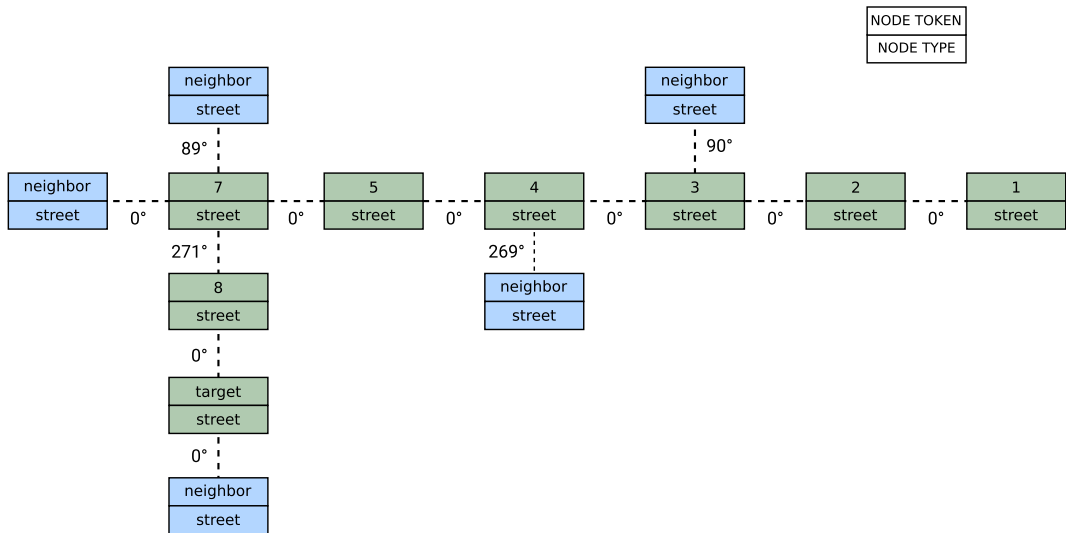 NODE TOKEN
NODE TYPE
neighbor
street
neighbor
street
89°
90°
neighbor
street
0°
7
street
0°
5
street
0°
4
street
0°
3
street
0°
2
street
0°
1
street
271°
269°
8
street
neighbor
street
0°
target
street
0°
neighbor
street